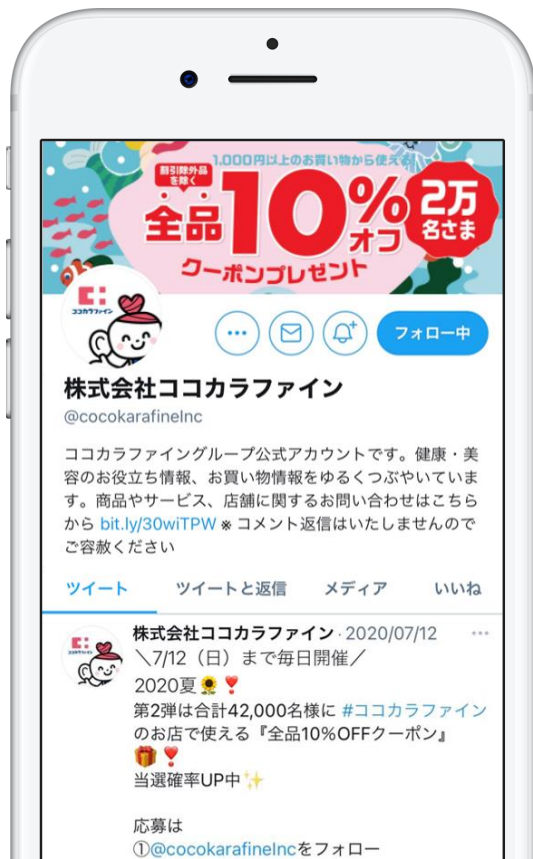 1,000円以上のお買い物から使える!
割引除外品
を除く
全品10%オフ
2万
名さま
クーポンプレゼント
ココカラファイン
フォロー中
株式会社ココカラファイン
@cocokarafineInc
ココカラファイングループ公式アカウントです。健康・美
容のお役立ち情報、お買い物情報をゆるくつぶやいていま
す。商品やサービス、店舗に関するお問い合わせはこちら
から bit.ly/30wiTPW ※ コメント返信はいたしませんので
ご容赦ください
ツイート ツイートと返信 メディア いいね
株式会社ココカラファイン · 2020/07/12
＼7/12（日）まで毎日開催／
2020夏🌻❣️
第2弾は合計42,000名様に #ココカラファイン
のお店で使える『全品10%OFFクーポン』
🎁❣️
当選確率UP中✨
応募は
①@cocokarafineIncをフォロー